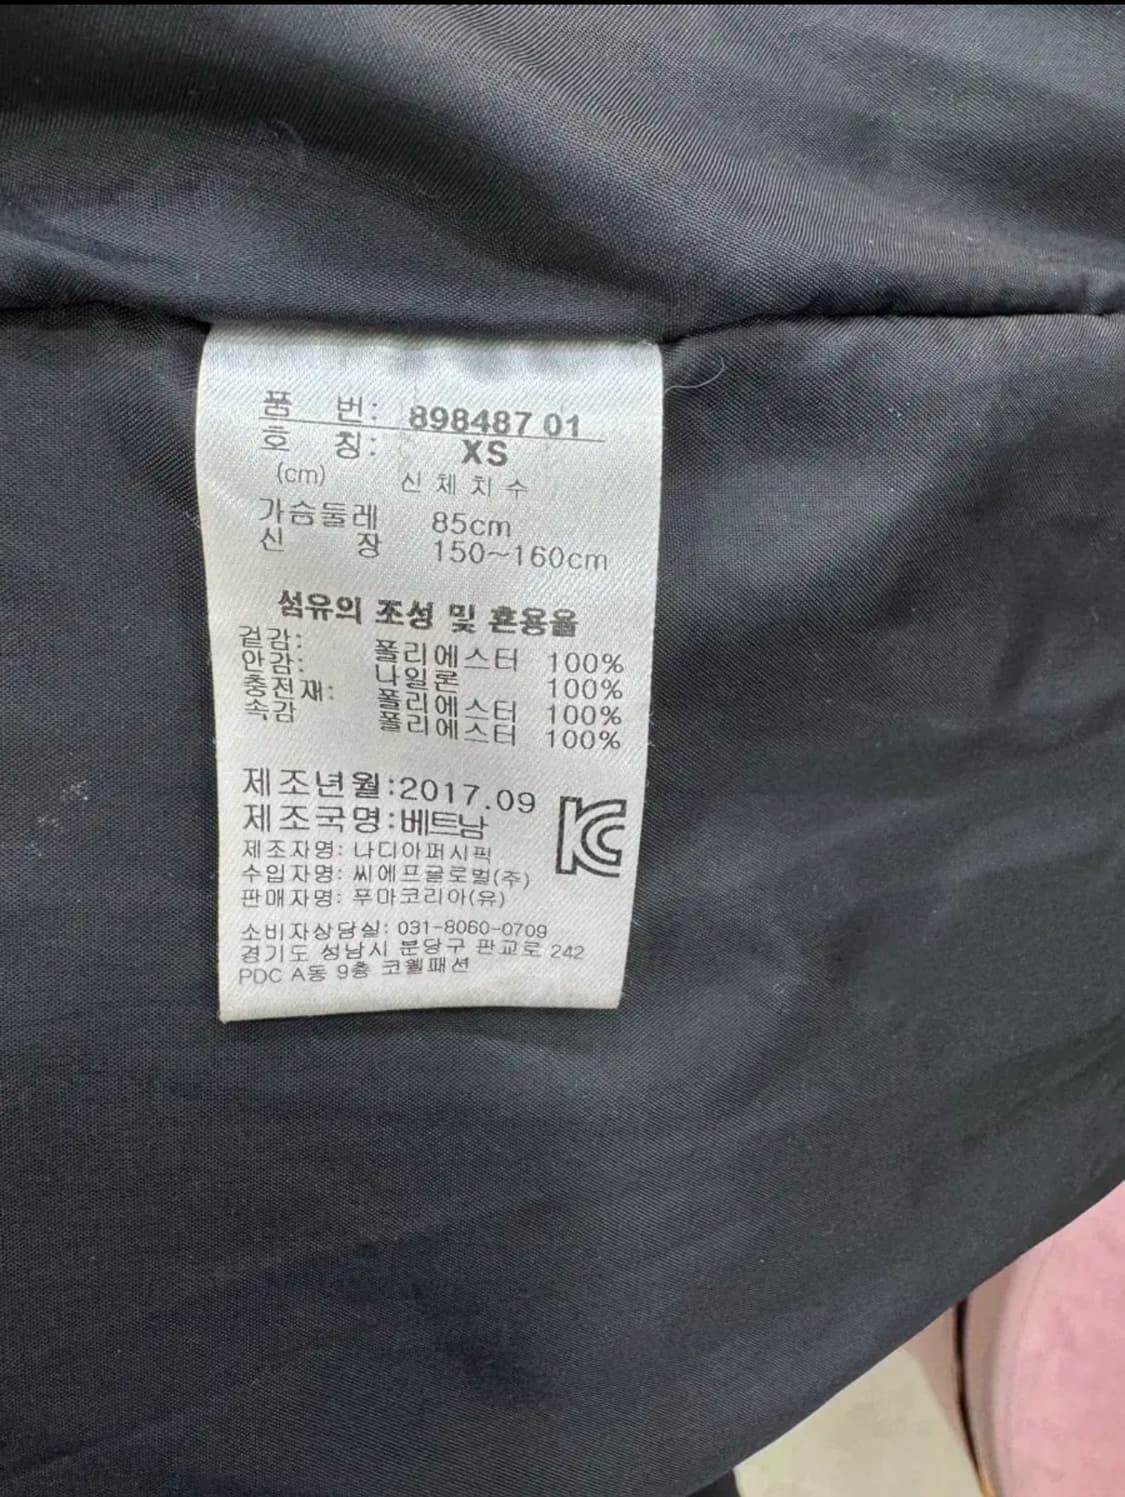 품 번: 898487 01
호 칭: XS
(cm) 신체치수
가슴둘레 85cm
신 장 150~160cm
섬유의 조성 및 혼용율
겉감: 폴리에스터 100%
안감: 나일론 100%
충전재: 폴리에스터 100%
속감 폴리에스터 100%
제조년월:2017.09
제조국명:베트남
제조자명: 나디아퍼시픽
수입자명: 씨에프글로벌(주)
판매자명: 푸마코리아(유)
소비자상담실: 031-8060-0709
경기도 성남시 분당구 판교로 242
PDC A동 9층 코웰패션